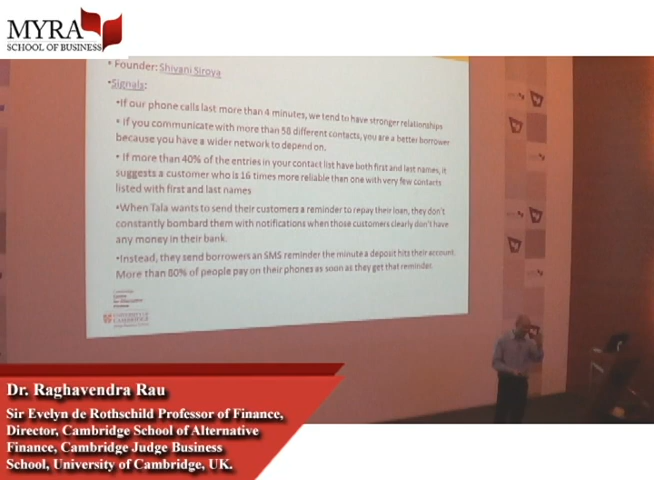 MYRA
SCHOOL OF BUSINESS
• Founder: Shivani Siroya
•Signals:
•If our phone calls last more than 4 minutes, we tend to have stronger relationships
• If you communicate with more than 58 different contacts, you are a better borrower
because you have a wider network to depend on.
• If more than 40% of the entries in your contact list have both first and last names, it
suggests a customer who is 16 times more reliable than one with very few contacts
listed with first and last names
•When Tala wants to send their customers a reminder to repay their loan, they don't
constantly bombard them with notifications when those customers clearly don't have
any money in their bank.
•Instead, they send borrowers an SMS reminder the minute a deposit hits their account.
More than 80% of people pay on their phones as soon as they get that reminder.
UNIVERSITY OF
CAMBRIDGE
Dr. Raghavendra Rau
Sir Evelyn de Rothschild Professor of Finance,
Director, Cambridge School of Alternative
Finance, Cambridge Judge Business
School, University of Cambridge, UK.